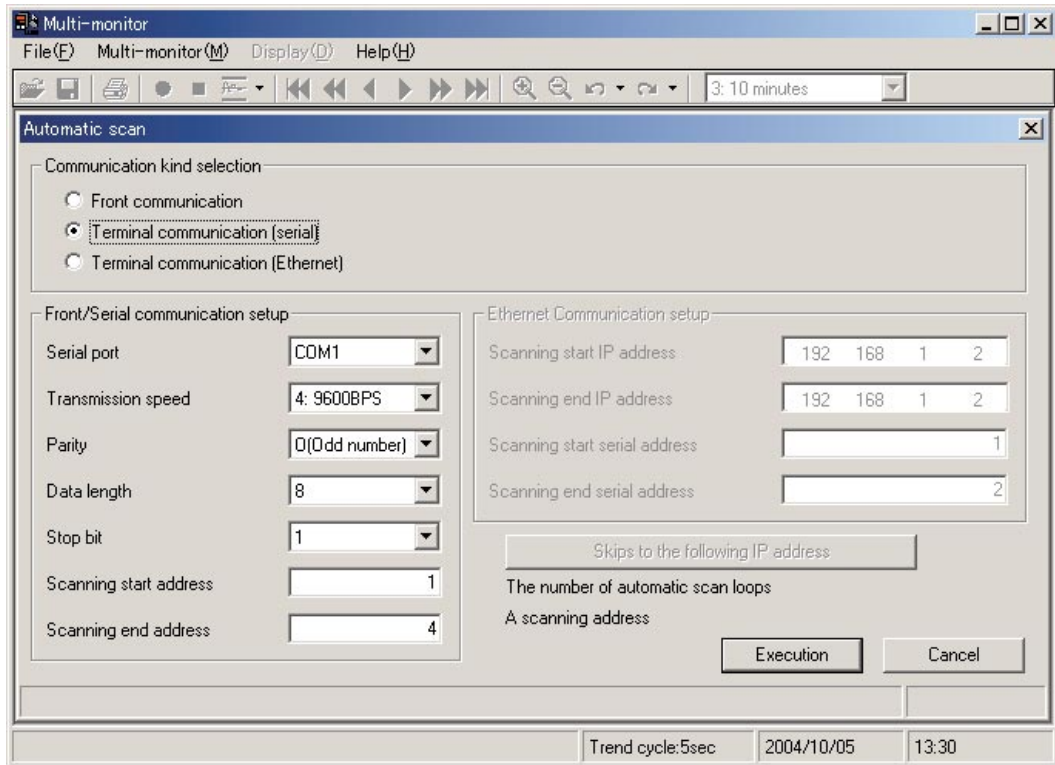 Multi-monitor
File(F) Multi-monitor(M) Display(D) Help(H)
3: 10 minutes
Automatic scan
Communication kind selection
Front communication
Terminal communication (serial)
Terminal communication (Ethernet)
Front/Serial communication setup
Serial port COM1
Transmission speed 4: 9600BPS
Parity O(Odd number)
Data length 8
Stop bit 1
Scanning start address 1
Scanning end address 4
Ethernet Communication setup
Scanning start IP address 192 168 1 2
Scanning end IP address 192 168 1 2
Scanning start serial address 1
Scanning end serial address 2
Skips to the following IP address
The number of automatic scan loops
A scanning address
Execution Cancel
Trend cycle:5sec 2004/10/05 13:30